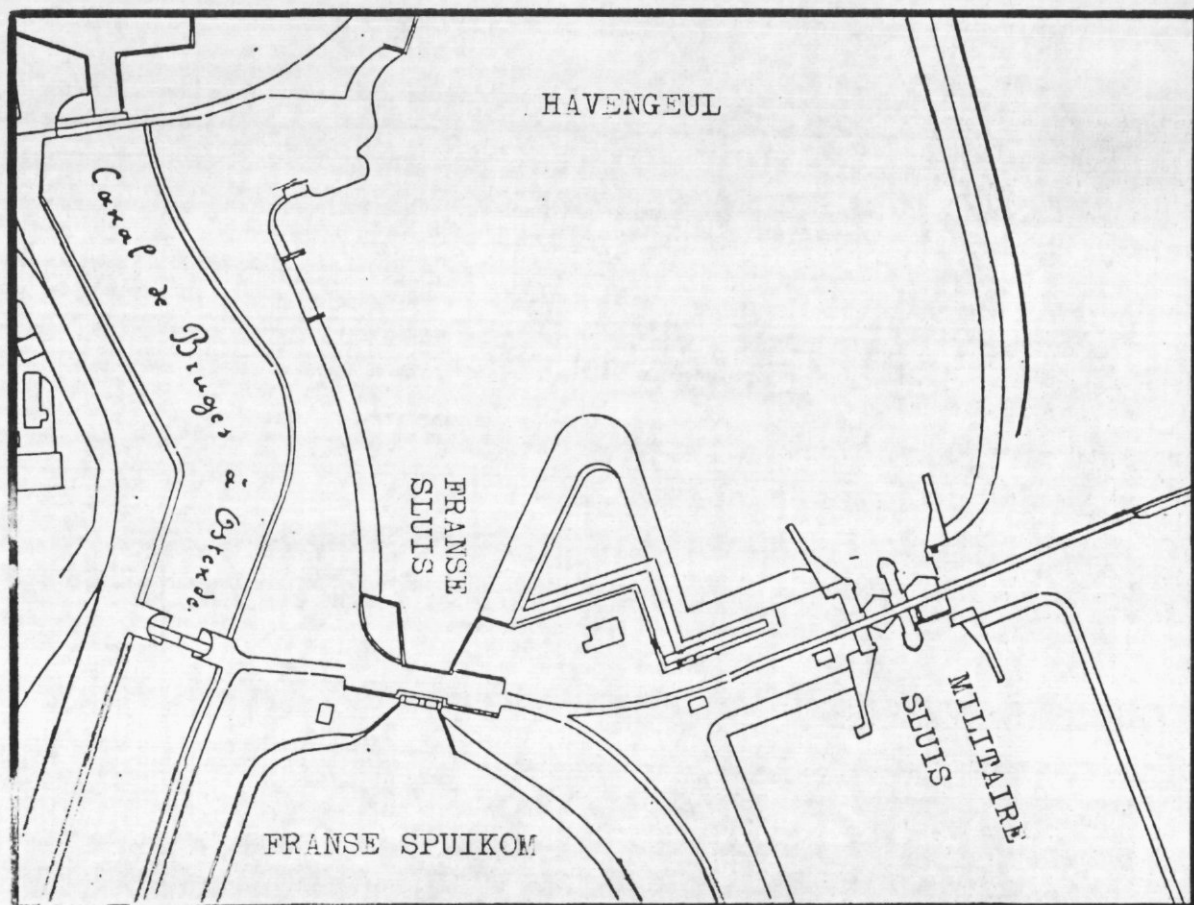 HAVENGEUL
Canal de Bruges à Ostende
FRANSE
SLUIS
MILITAIRE
SLUIS
FRANSE SPUIKOM